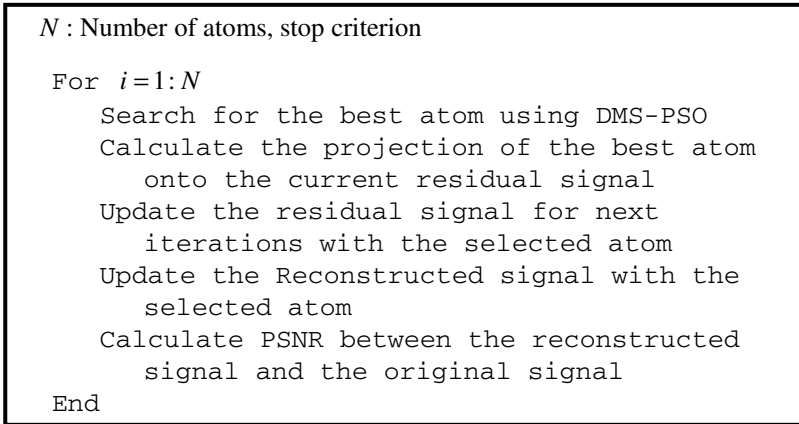 N : Number of atoms, stop criterion
For i=1:N
Search for the best atom using DMS-PSO
Calculate the projection of the best atom
onto the current residual signal
Update the residual signal for next
iterations with the selected atom
Update the Reconstructed signal with the
selected atom
Calculate PSNR between the reconstructed
signal and the original signal
End